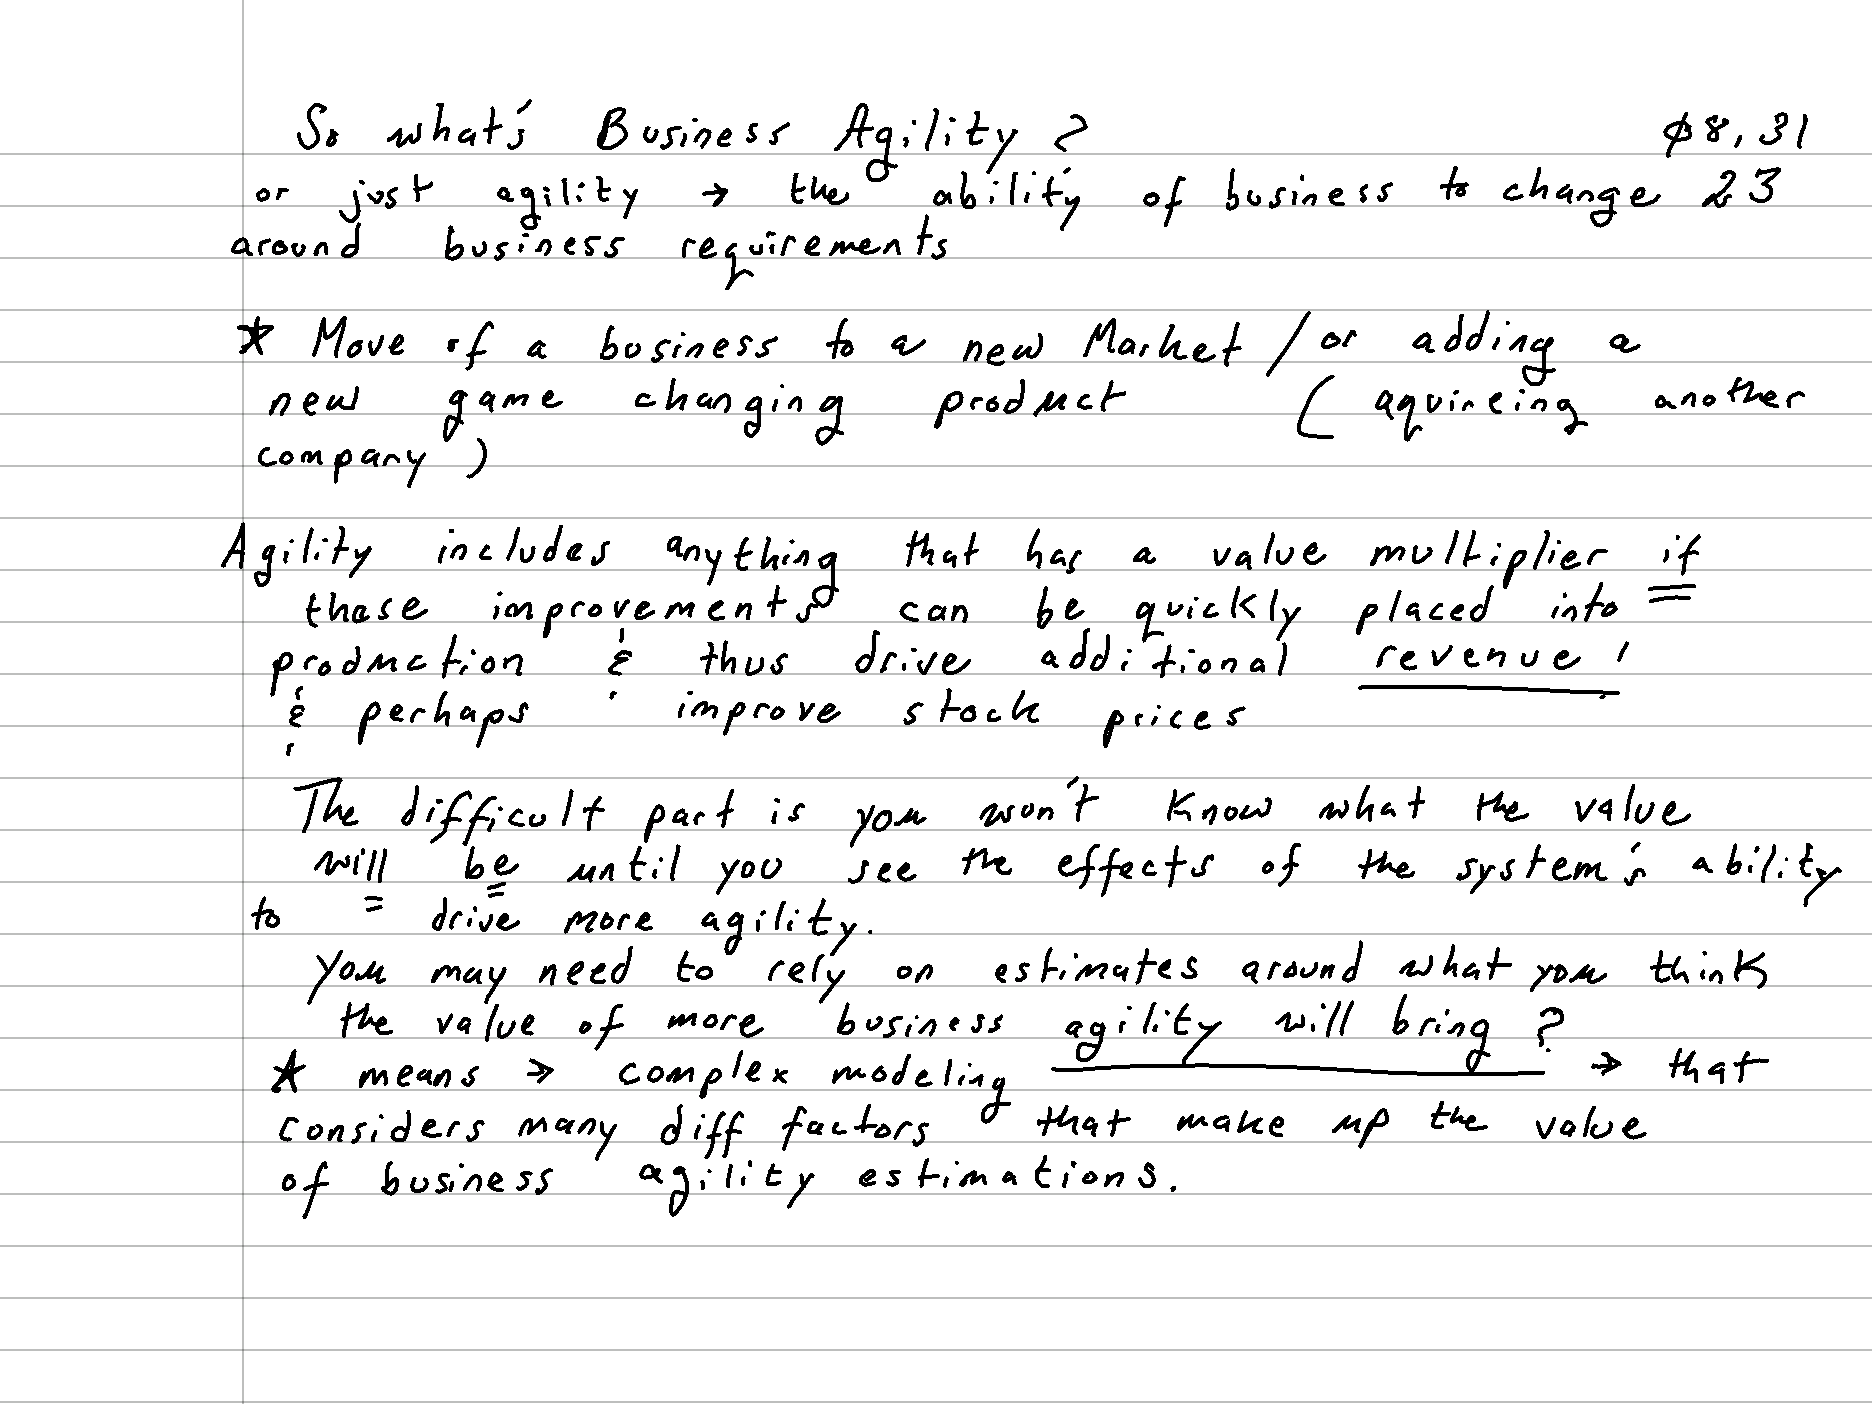 So what's Business Agility? 08,31
or just agility → the ability of business to change 23
around business requirements
* Move of a business to a new Market / or adding a
new game changing product (aquireing another
company)
Agility includes anything that has a value multiplier if
these improvements can be quickly placed into
production & thus drive additional revenue!
& perhaps improve stock prices
The difficult part is you won't know what the value
will be until you see the effects of the system's ability
to drive more agility.
You may need to rely on estimates around what you think
the value of more business agility will bring?
* means → complex modeling → that
considers many diff factors that make up the value
of business agility estimations.